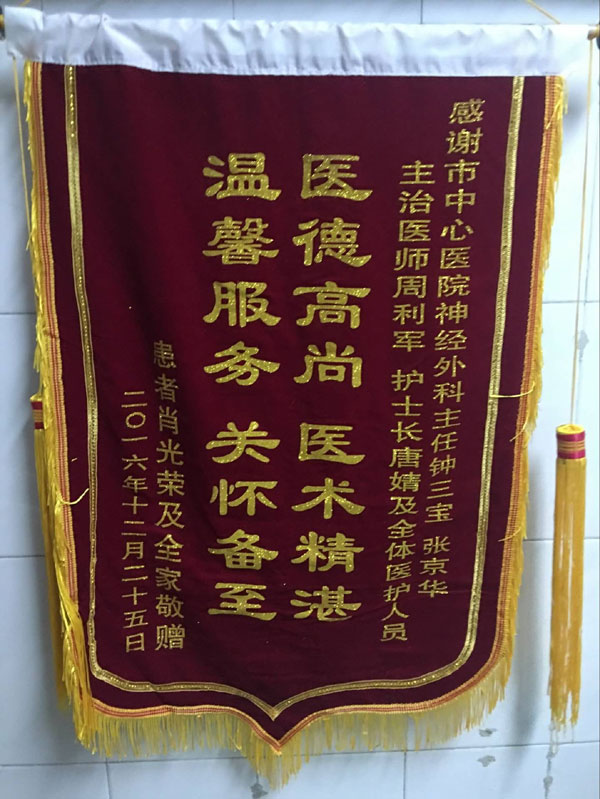 感谢市中心医院神经外科主任钟三宝 张京华
主治医师周利军 护士长唐婧及全体医护人员
医德高尚 医术精湛
温馨服务 关怀备至
患者肖光荣及全家敬赠
二〇一六年十二月二十五日